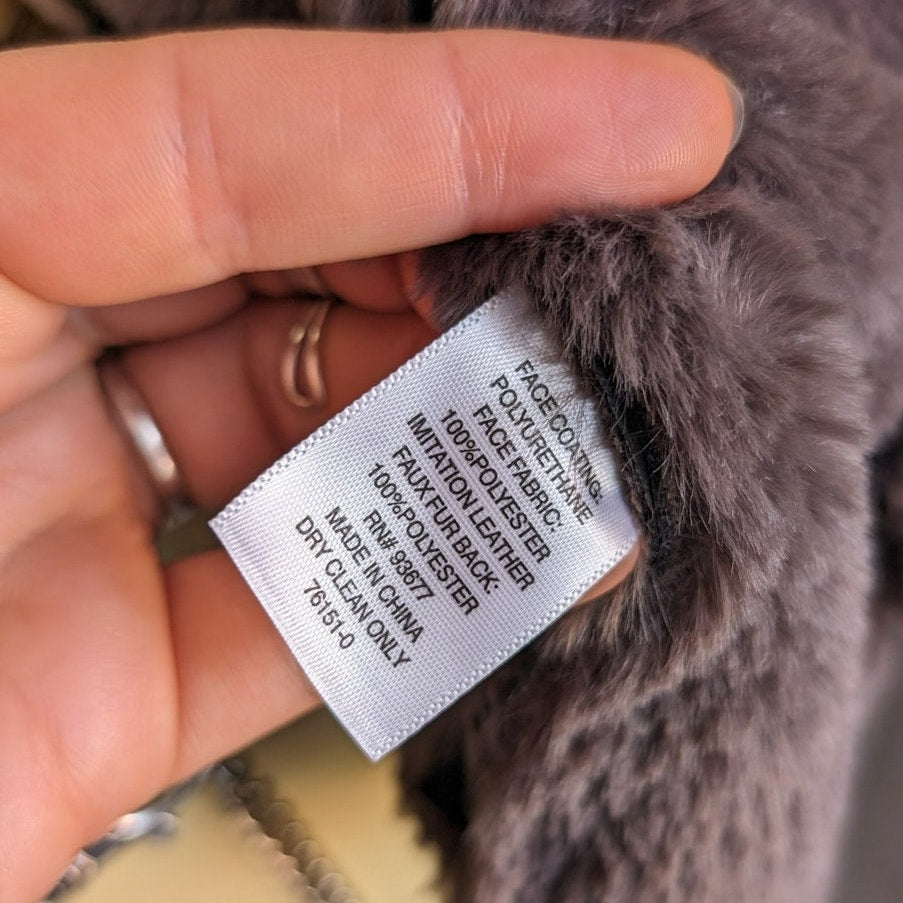 FACE COATING:
POLYURETHANE
FACE FABRIC:
100%POLYESTER
IMITATION LEATHER
FAUX FUR BACK:
100%POLYESTER
RN# 93677
MADE IN CHINA
DRY CLEAN ONLY
76151-0